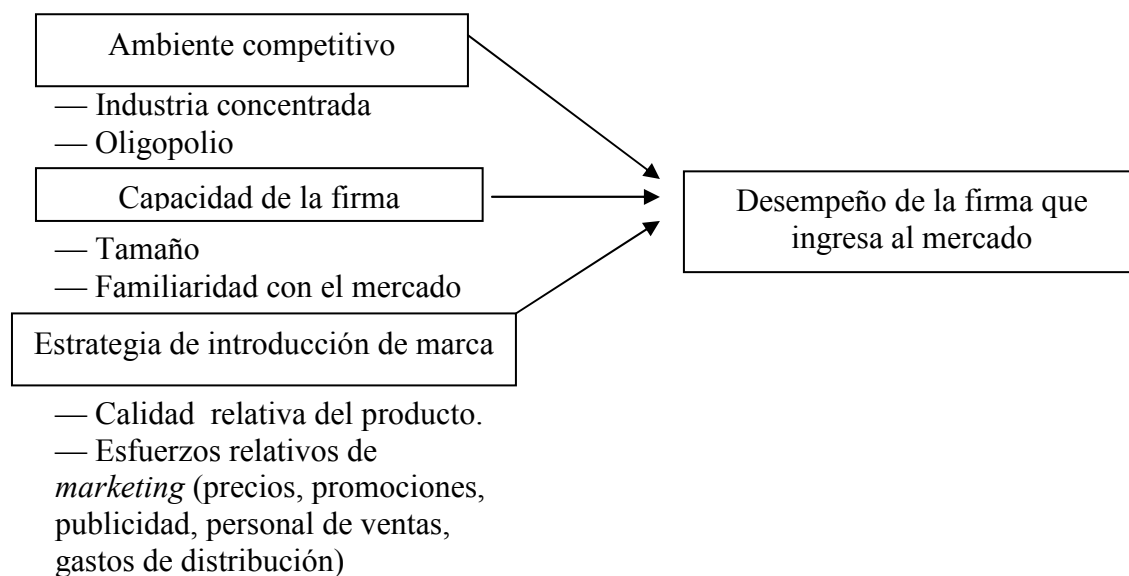 Ambiente competitivo
— Industria concentrada
— Oligopolio
Capacidad de la firma
— Tamaño
— Familiaridad con el mercado
Estrategia de introducción de marca
— Calidad  relativa del producto.
— Esfuerzos relativos de
marketing (precios, promociones,
publicidad, personal de ventas,
gastos de distribución)
Desempeño de la firma que
ingresa al mercado